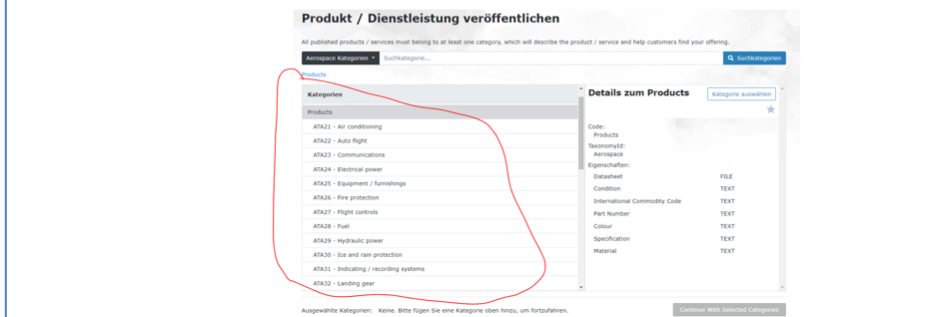 Produkt / Dienstleistung veröffentlichen
All published products / services must belong to at least one category, which will describe the product / service and help customers find your offering.
Aerospace Kategorien
Suchkategorie...
Suchkategorien
Products
Kategorien
Products
ATA21 - Air conditioning
ATA22 - Auto flight
ATA23 - Communications
ATA24 - Electrical power
ATA25 - Equipment / furnishings
ATA26 - Fire protection
ATA27 - Flight controls
ATA28 - Fuel
ATA29 - Hydraulic power
ATA30 - Ice and rain protection
ATA31 - Indicating / recording systems
ATA32 - Landing gear
Details zum Products
Kategorie auswählen
Code:
Products
TaxonomyId:
Aerospace
Eigenschaften:
Datasheet FILE
Condition TEXT
International Commodity Code TEXT
Part Number TEXT
Colour TEXT
Specification TEXT
Material TEXT
Ausgewählte Kategorien: Keine. Bitte fügen Sie eine Kategorie oben hinzu, um fortzufahren.
Continue With Selected Categories